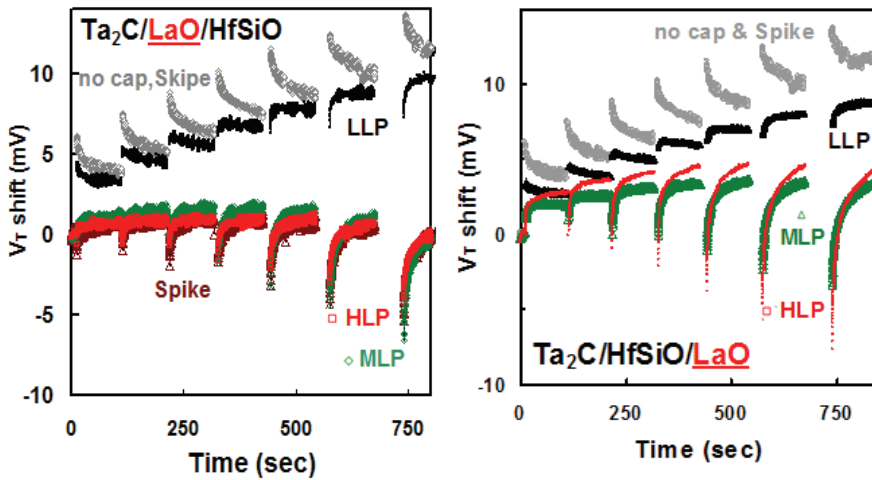 Ta2C/LaO/HfSiO
no cap,Skipe
LLP
Spike
HLP
MLP
10
5
0
-5
-10
VT shift (mV)
0
250
500
750
Time (sec)
no cap & Spike
LLP
MLP
HLP
Ta2C/HfSiO/LaO
10
0
-10
VT shift (mV)
0
250
500
750
Time (sec)